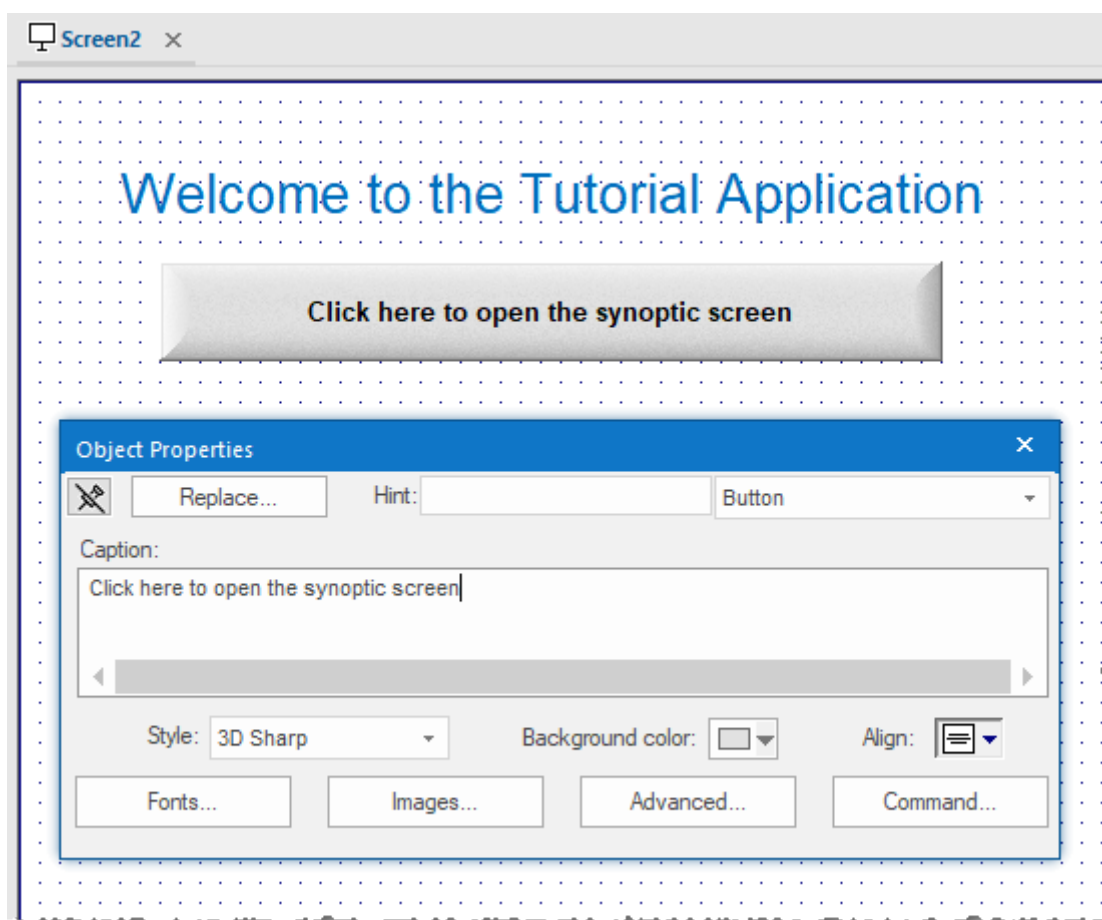 Screen2
Welcome to the Tutorial Application
Click here to open the synoptic screen
Object Properties
Replace... Hint: Button
Caption:
Click here to open the synoptic screen
Style: 3D Sharp Background color: Align:
Fonts... Images... Advanced... Command...